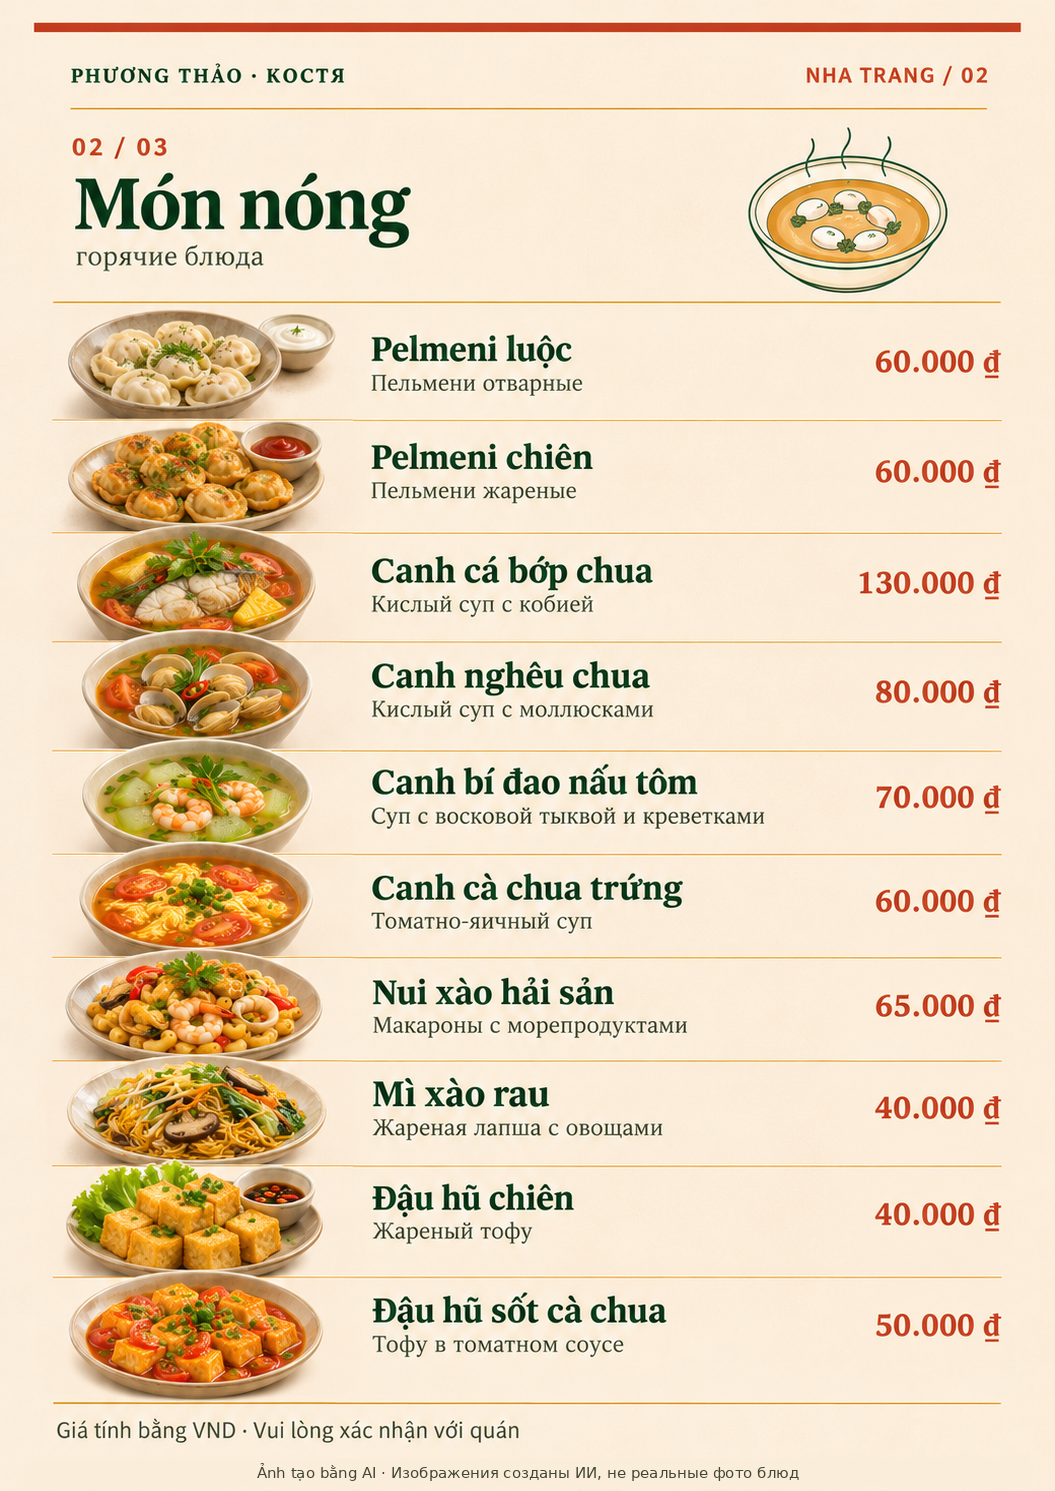 PHƯƠNG THẢO · КОСТЯ
NHA TRANG / 02
02 / 03
Món nóng
горячие блюда
Pelmeni luộc
Пельмени отварные
60.000 ₫
Pelmeni chiên
Пельмени жареные
60.000 ₫
Canh cá bớp chua
Кислый суп с кобией
130.000 ₫
Canh nghêu chua
Кислый суп с моллюсками
80.000 ₫
Canh bí đao nấu tôm
Суп с восковой тыквой и креветками
70.000 ₫
Canh cà chua trứng
Томатно-яичный суп
60.000 ₫
Nui xào hải sản
Макароны с морепродуктами
65.000 ₫
Mì xào rau
Жареная лапша с овощами
40.000 ₫
Đậu hũ chiên
Жареный тофу
40.000 ₫
Đậu hũ sốt cà chua
Тофу в томатном соусе
50.000 ₫
Giá tính bằng VND · Vui lòng xác nhận với quán
Ảnh tạo bằng AI · Изображения созданы ИИ, не реальные фото блюд